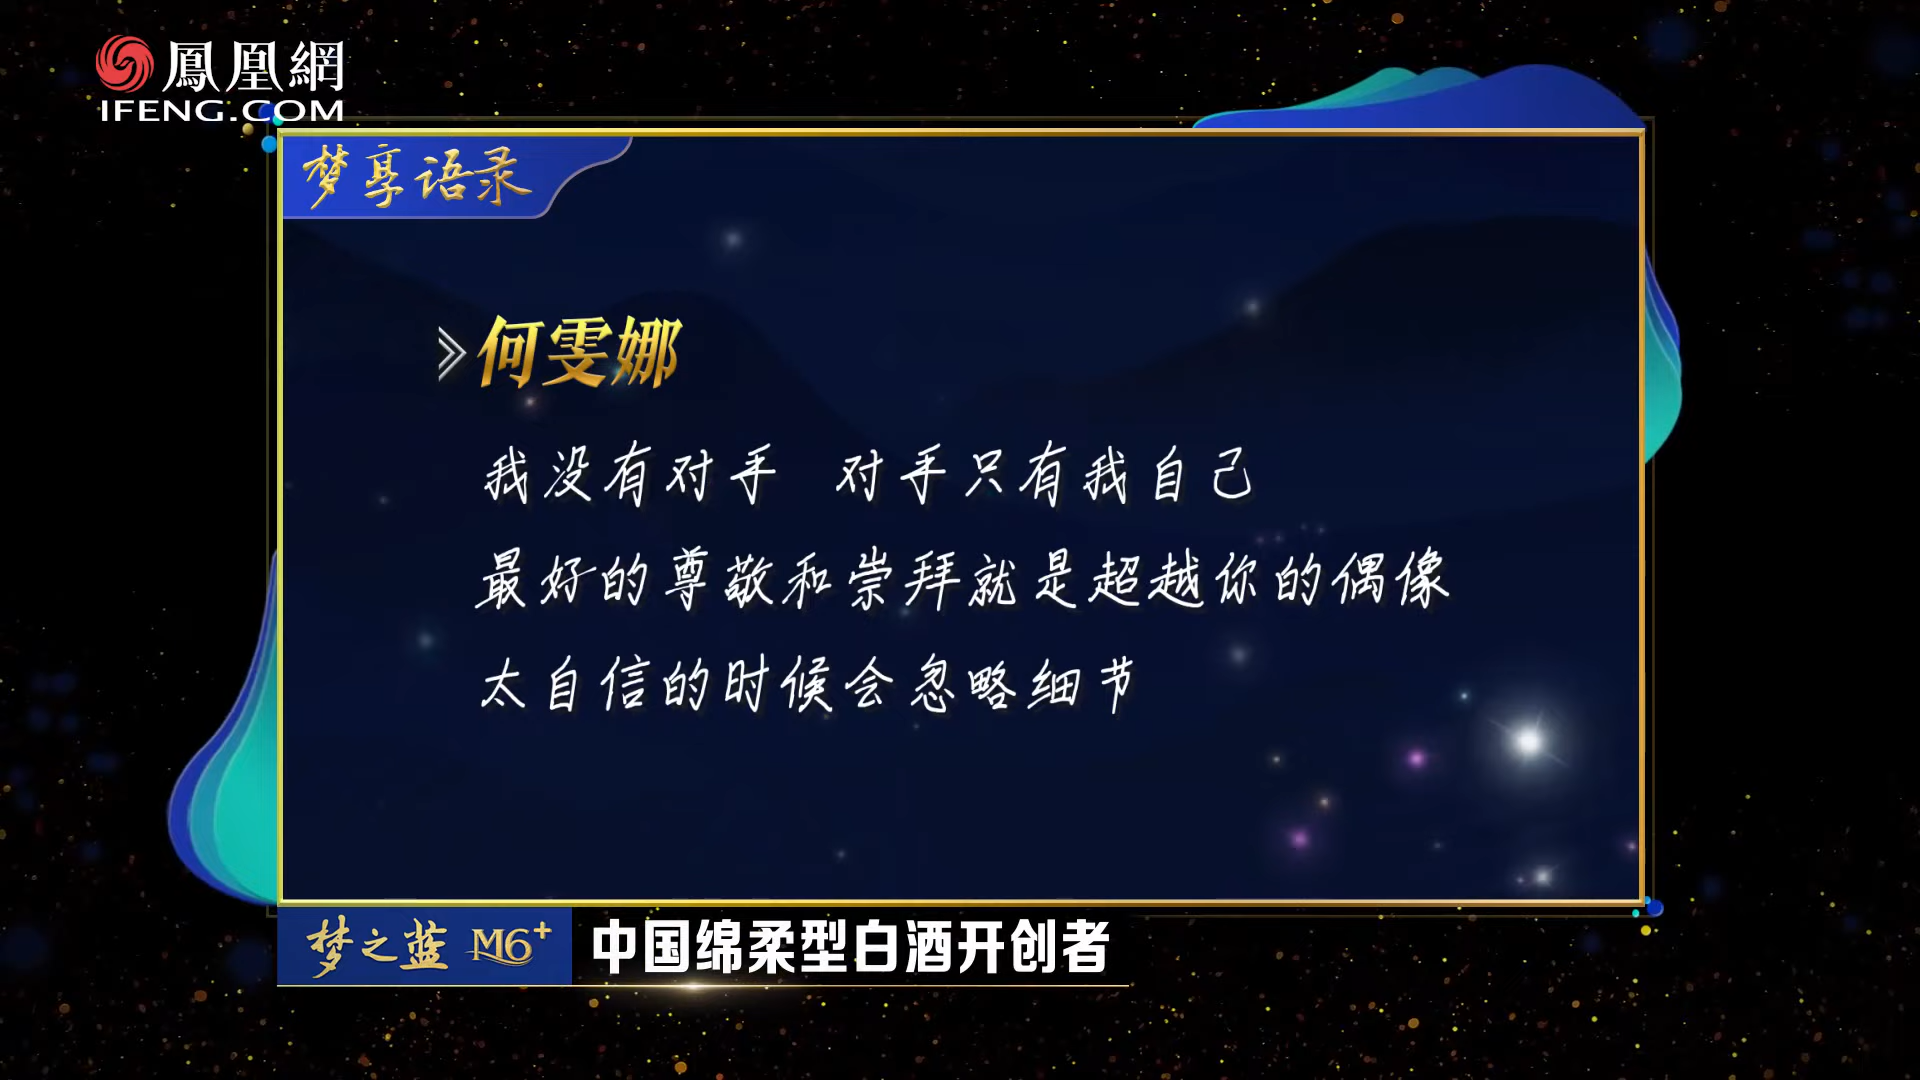 鳳凰網
IFENG.COM
梦享语录
何雯娜
我没有对手 对手只有我自己
最好的尊敬和崇拜就是超越你的偶像
太自信的时候会忽略细节
梦之蓝 M6+ 中国绵柔型白酒开创者